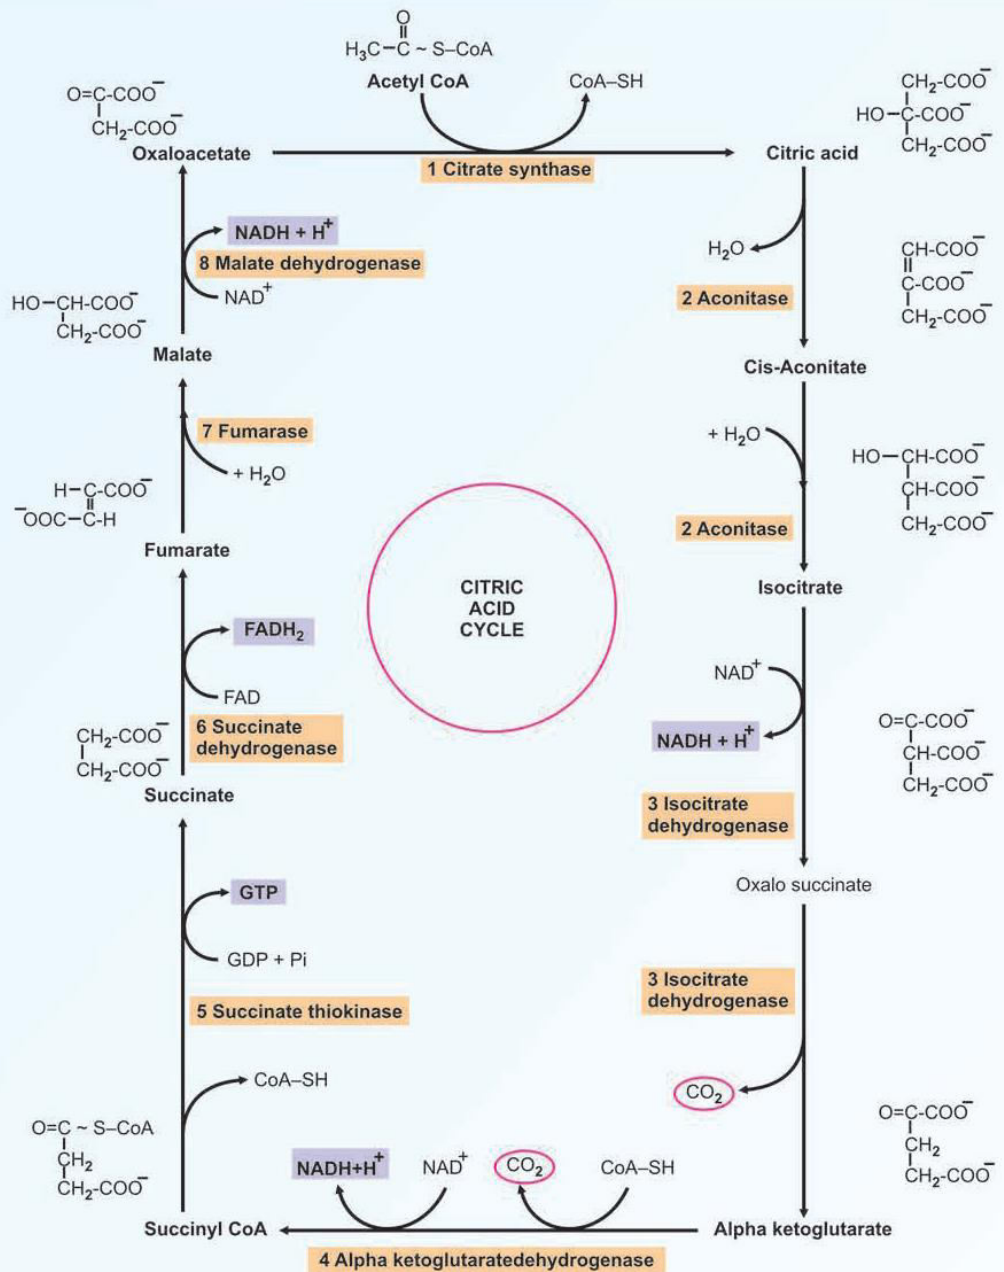 O
H₃C—C ~ S–CoA
Acetyl CoA
CoA–SH
O=C-COO⁻
CH₂–COO⁻
Oxaloacetate
1 Citrate synthase
CH₂-COO⁻
HO—C-COO⁻
CH₂-COO⁻
Citric acid
H₂O
2 Aconitase
CH-COO⁻
C-COO⁻
CH₂-COO⁻
Cis-Aconitate
+ H₂O
2 Aconitase
HO—CH-COO⁻
CH-COO⁻
CH₂-COO⁻
Isocitrate
NAD⁺
NADH + H⁺
3 Isocitrate
dehydrogenase
O=C-COO⁻
CH-COO⁻
CH₂-COO⁻
Oxalo succinate
3 Isocitrate
dehydrogenase
CO₂
O=C-COO⁻
CH₂
CH₂-COO⁻
Alpha ketoglutarate
CoA–SH
CO₂
NAD⁺
NADH+H⁺
4 Alpha ketoglutaratedehydrogenase
Succinyl CoA
O=C ~ S–CoA
CH₂
CH₂-COO⁻
CoA–SH
5 Succinate thiokinase
GDP + Pi
GTP
Succinate
CH₂-COO⁻
CH₂-COO⁻
6 Succinate
dehydrogenase
FAD
FADH₂
Fumarate
H–C-COO⁻
⁻OOC–C-H
+ H₂O
7 Fumarase
Malate
HO—CH-COO⁻
CH₂-COO⁻
NAD⁺
8 Malate dehydrogenase
NADH + H⁺
CITRIC
ACID
CYCLE